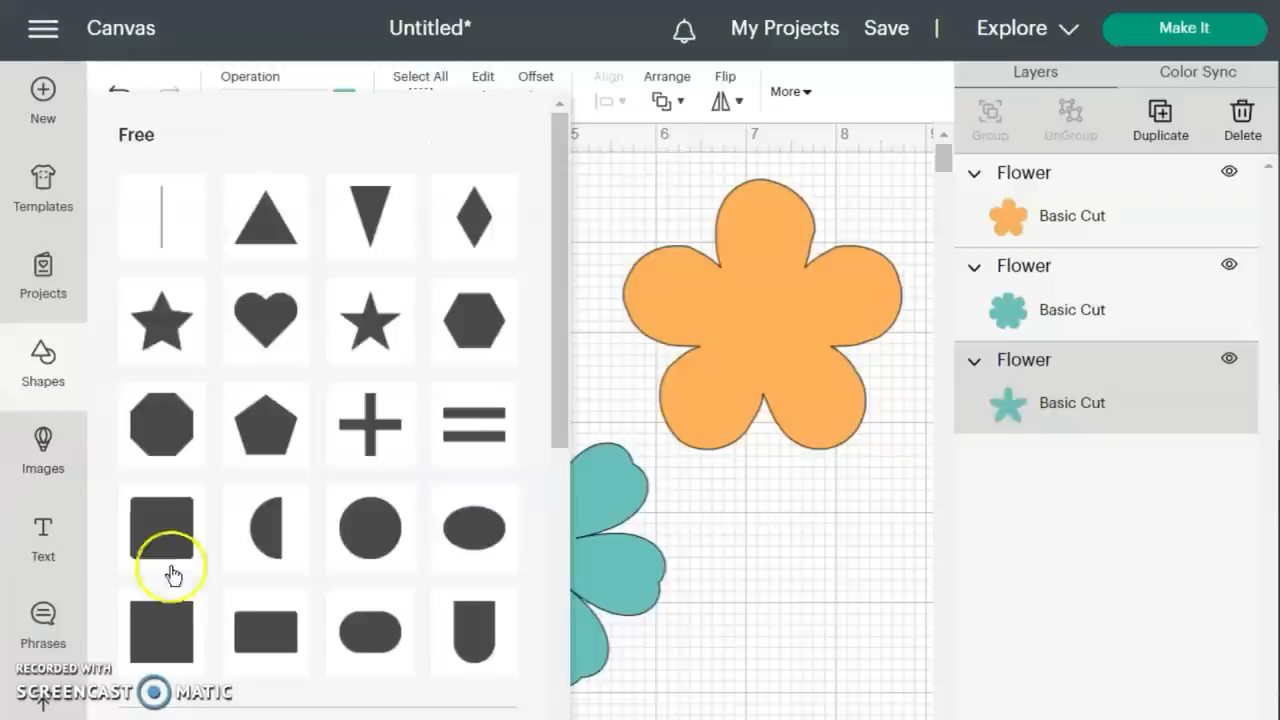 Canvas
Untitled*
My Projects
Save
|
Explore
Make It
New
Templates
Projects
Shapes
Images
Text
Phrases
Operation
Select All
Edit
Offset
Align
Arrange
Flip
More
Free
5
6
7
8
Layers
Color Sync
Group
UnGroup
Duplicate
Delete
Flower
Basic Cut
Flower
Basic Cut
Flower
Basic Cut
RECORDED WITH
SCREENCAST MATIC